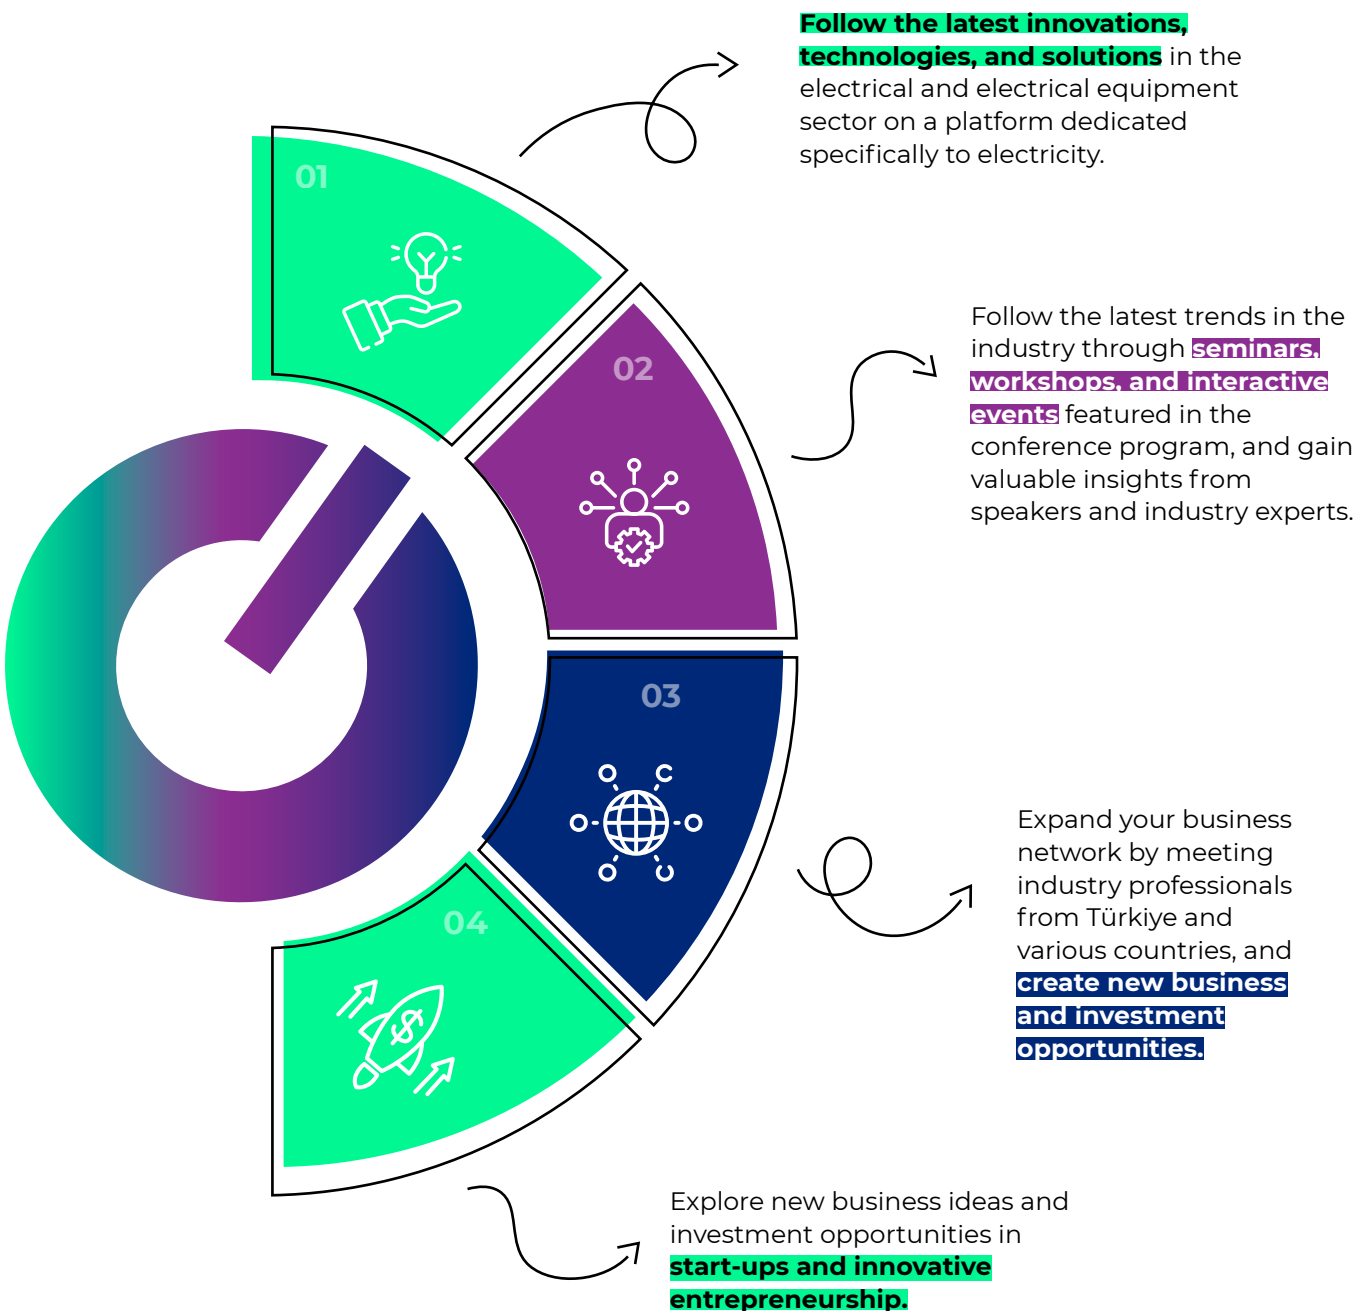 01
Follow the latest innovations,
technologies, and solutions in the
electrical and electrical equipment
sector on a platform dedicated
specifically to electricity.
02
Follow the latest trends in the
industry through seminars,
workshops, and interactive
events featured in the
conference program, and gain
valuable insights from
speakers and industry experts.
03
Expand your business
network by meeting
industry professionals
from Türkiye and
various countries, and
create new business
and investment
opportunities.
04
$
Explore new business ideas and
investment opportunities in
start-ups and innovative
entrepreneurship.